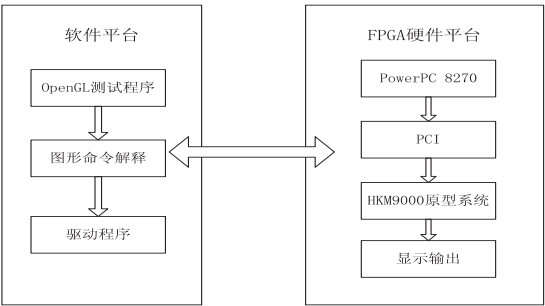 软件平台
OpenGL测试程序
图形命令解释
驱动程序
FPGA硬件平台
PowerPC 8270
PCI
HKM9000原型系统
显示输出